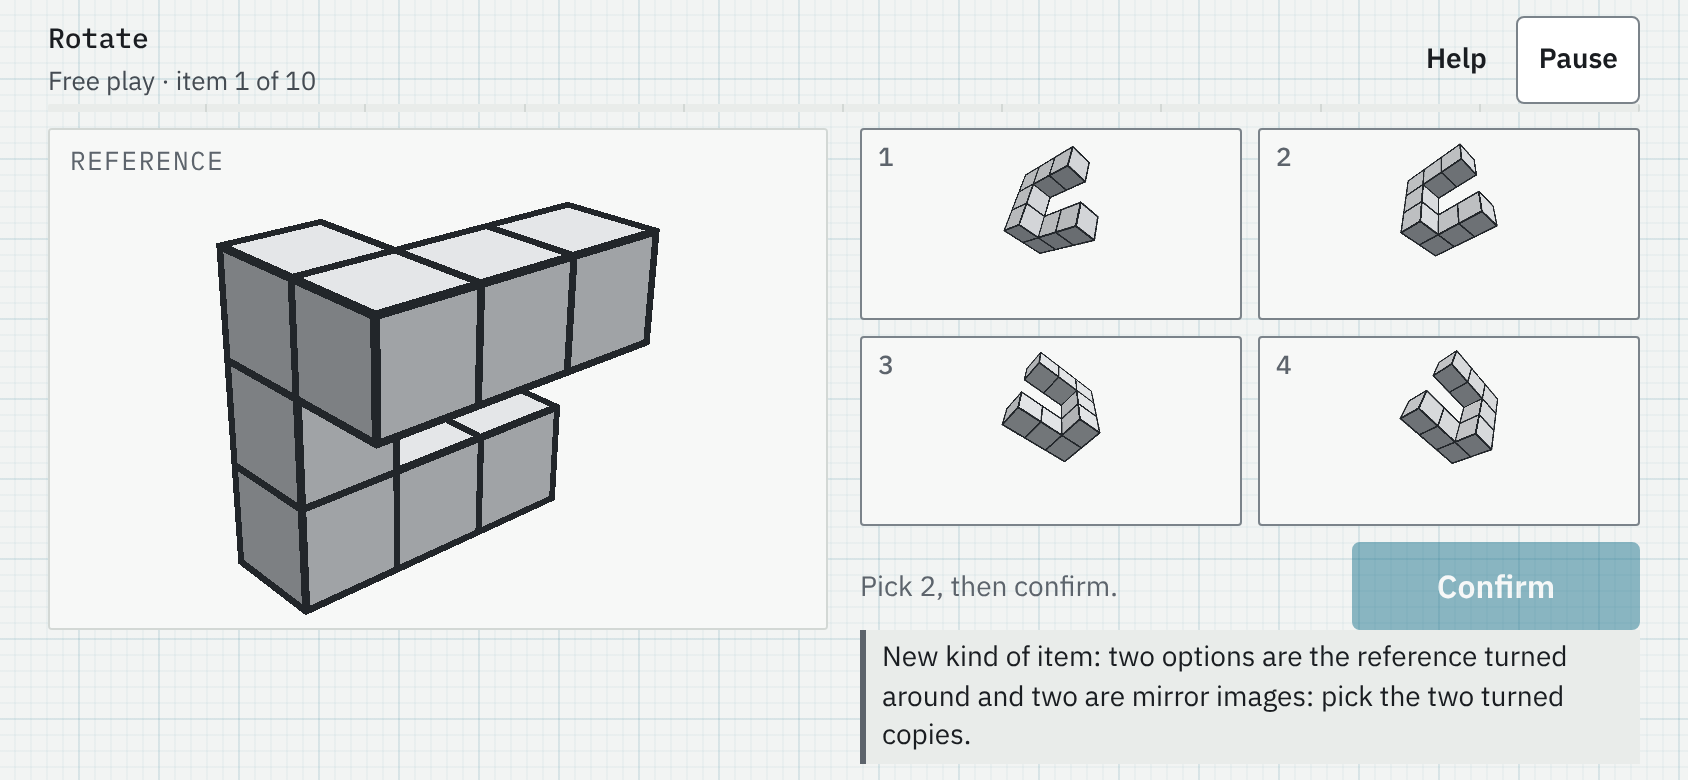 Rotate
Free play · item 1 of 10
Help
Pause
REFERENCE
1
2
3
4
Pick 2, then confirm.
Confirm
New kind of item: two options are the reference turned
around and two are mirror images: pick the two turned
copies.